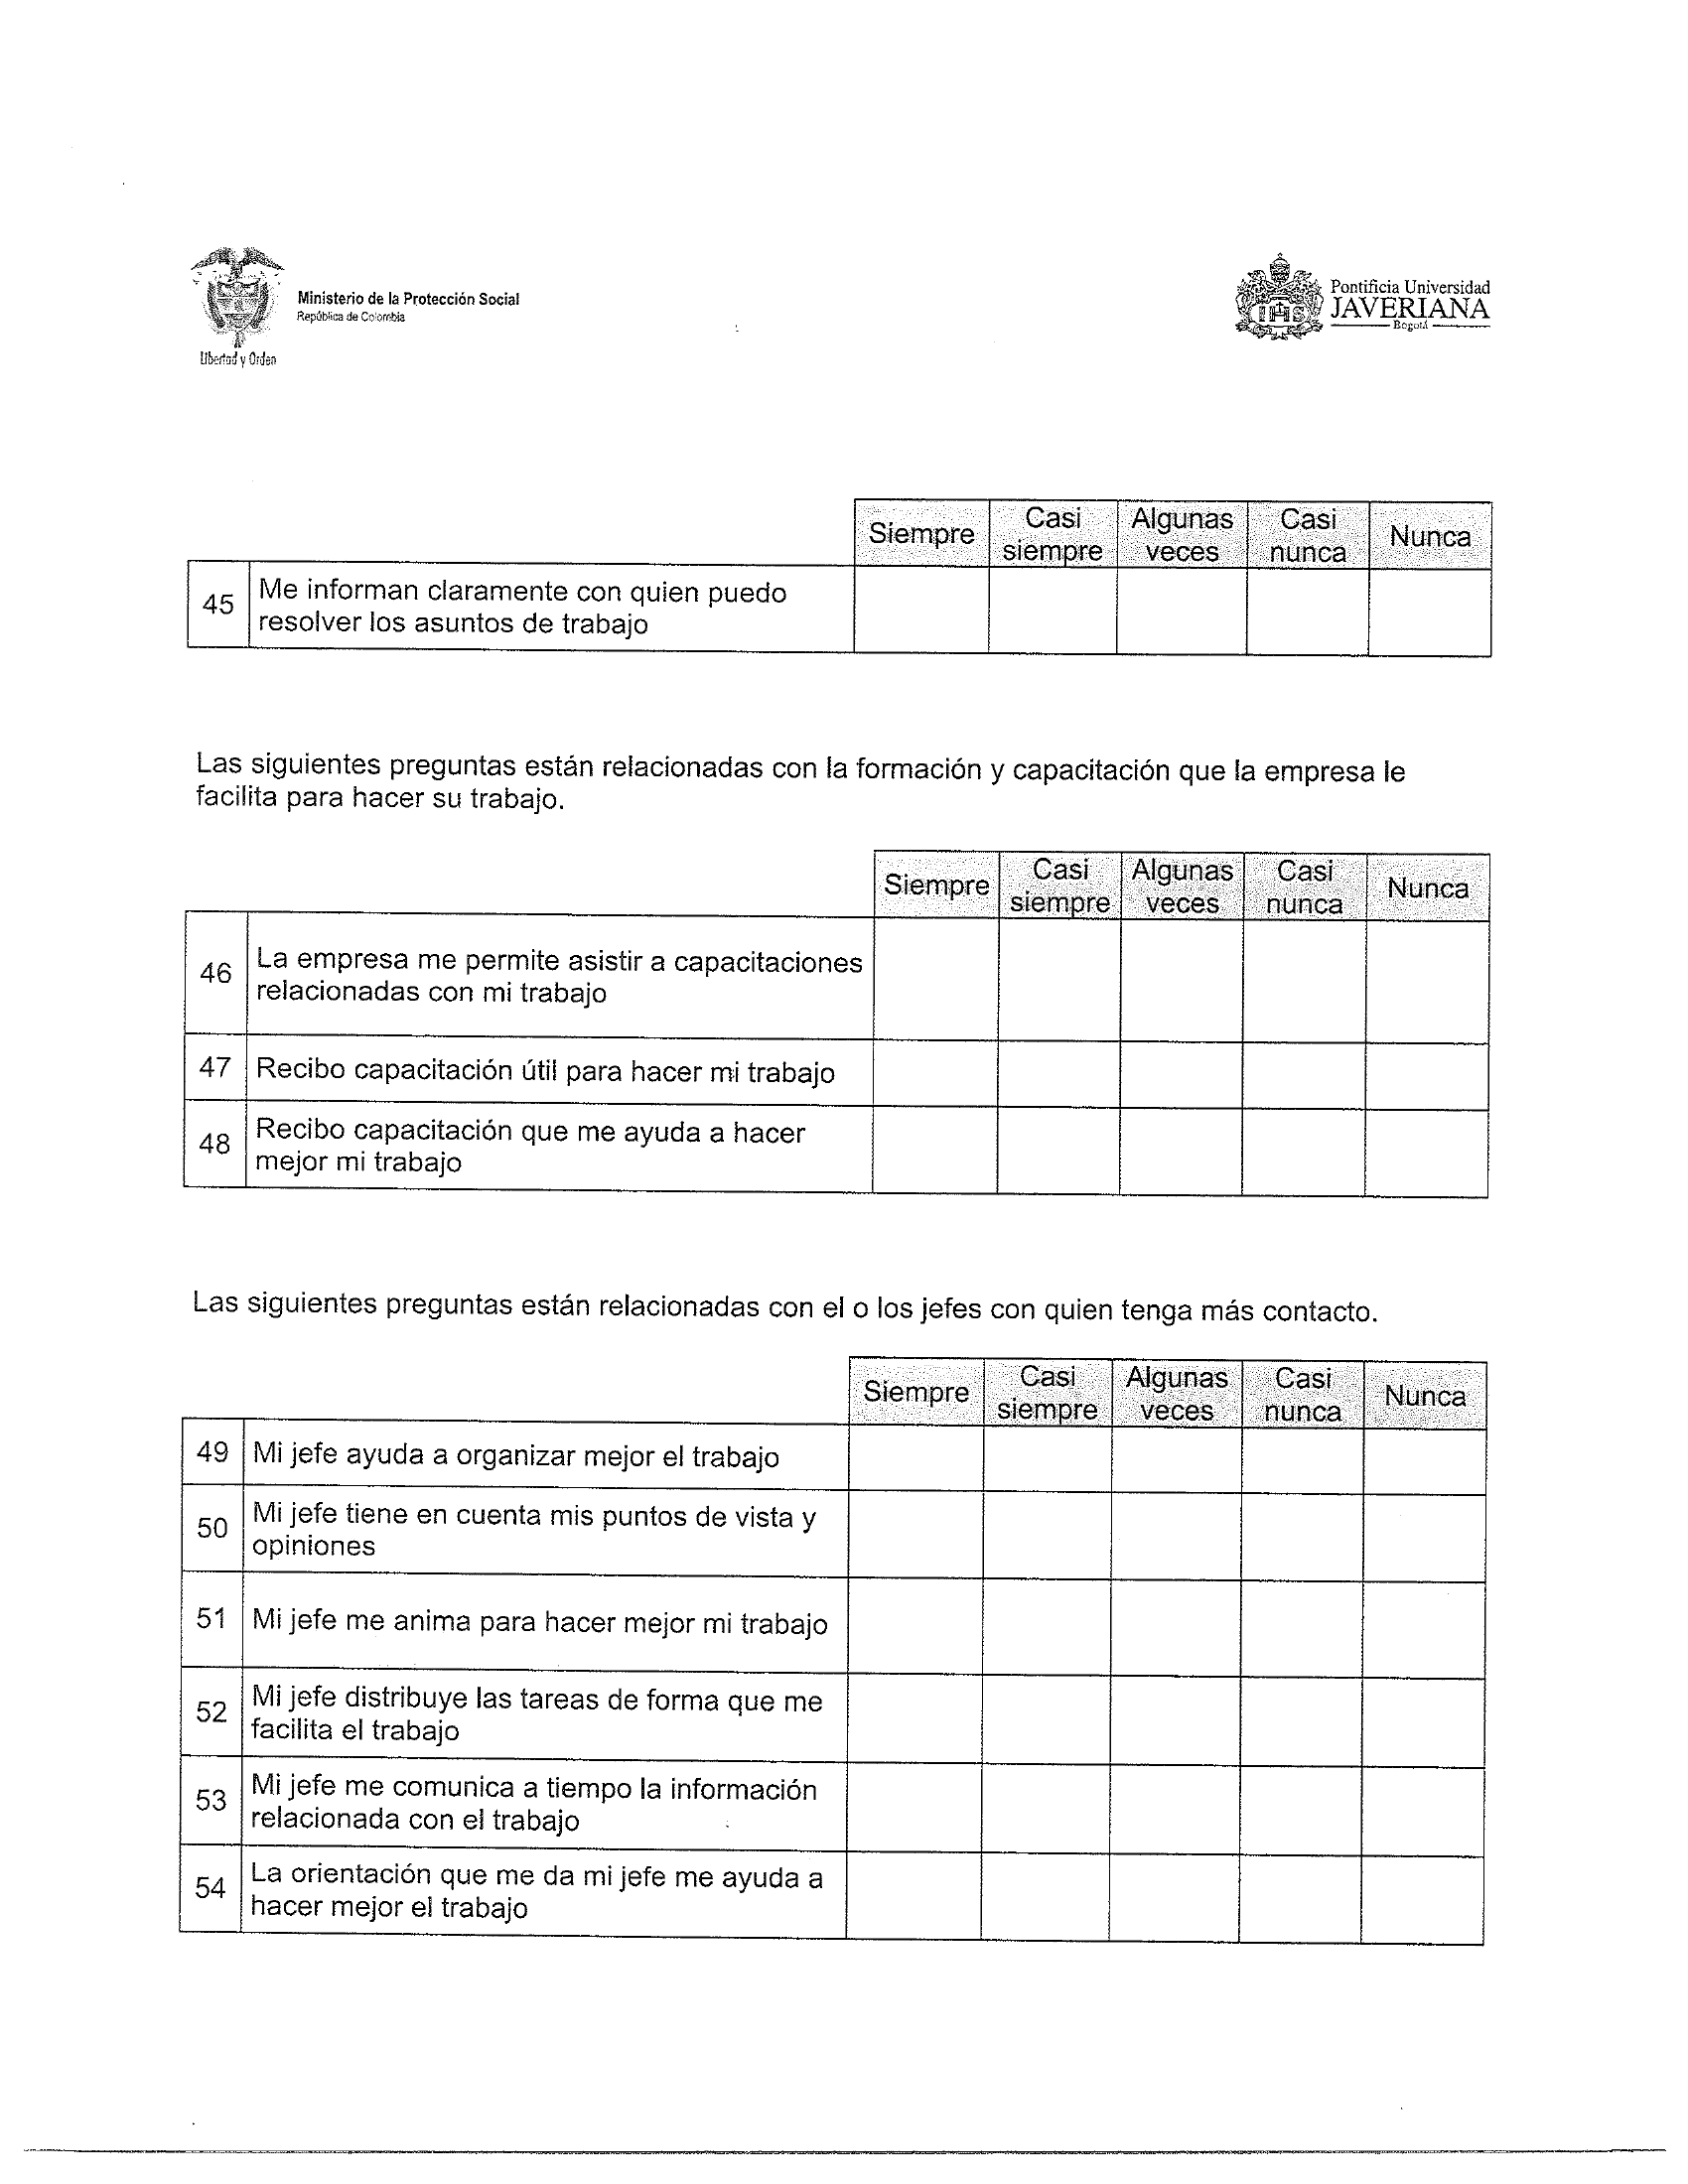 Ministerio de la Protección Social
República de Colombia
Libertad y Orden
Pontificia Universidad
JAVERIANA
Bogotá
Siempre Casi siempre Algunas veces Casi nunca Nunca
45 Me informan claramente con quien puedo
resolver los asuntos de trabajo
Las siguientes preguntas están relacionadas con la formación y capacitación que la empresa le
facilita para hacer su trabajo.
Siempre Casi siempre Algunas veces Casi nunca Nunca
46 La empresa me permite asistir a capacitaciones
relacionadas con mi trabajo
47 Recibo capacitación útil para hacer mi trabajo
48 Recibo capacitación que me ayuda a hacer
mejor mi trabajo
Las siguientes preguntas están relacionadas con el o los jefes con quien tenga más contacto.
Siempre Casi siempre Algunas veces Casi nunca Nunca
49 Mi jefe ayuda a organizar mejor el trabajo
50 Mi jefe tiene en cuenta mis puntos de vista y
opiniones
51 Mi jefe me anima para hacer mejor mi trabajo
52 Mi jefe distribuye las tareas de forma que me
facilita el trabajo
53 Mi jefe me comunica a tiempo la información
relacionada con el trabajo
54 La orientación que me da mi jefe me ayuda a
hacer mejor el trabajo